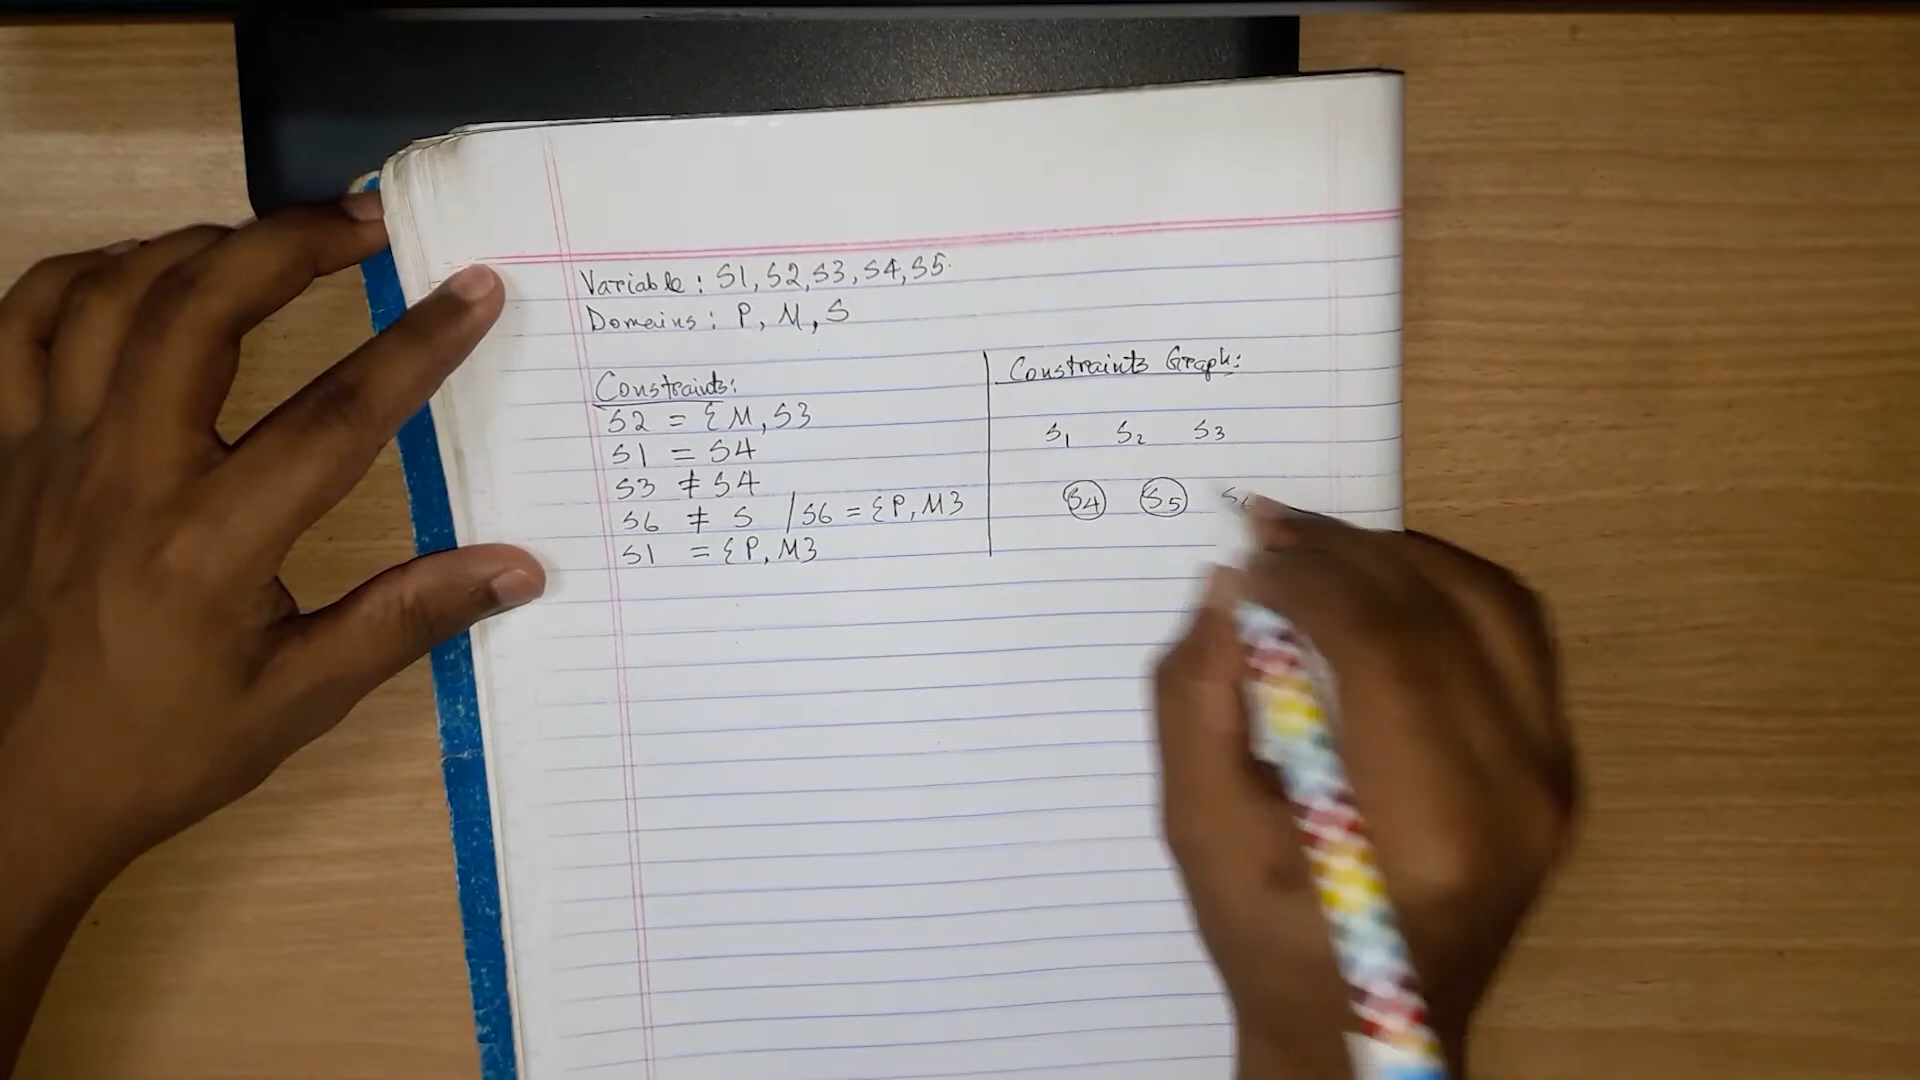 Variable : S1, S2, S3, S4, S5.
Domains : P, M, S
Constraints:
S2 = {M, S}
S1 = S4
S3 ≠ S4
S6 ≠ S / S6 = {P, M}
S1 = {P, M}
Constraints Graph:
S1 S2 S3
S4 S5